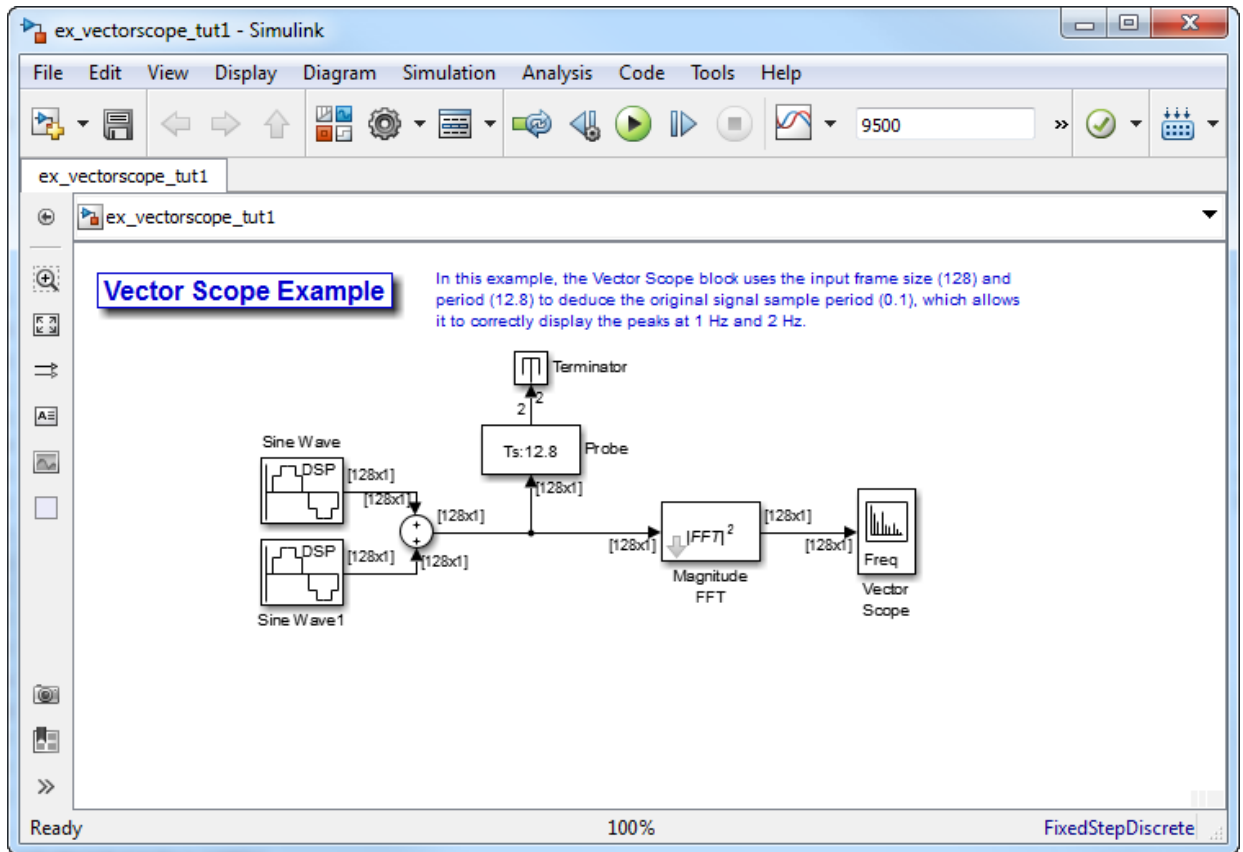 ex_vectorscope_tut1 - Simulink
File Edit View Display Diagram Simulation Analysis Code Tools Help
9500 »
ex_vectorscope_tut1
ex_vectorscope_tut1
Vector Scope Example
In this example, the Vector Scope block uses the input frame size (128) and
period (12.8) to deduce the original signal sample period (0.1), which allows
it to correctly display the peaks at 1 Hz and 2 Hz.
Terminator
2
2
Ts:12.8
Probe
Sine Wave
DSP
[128x1]
[128x1]
[128x1]
+
+
[128x1]
[128x1]
|FFT|²
[128x1]
[128x1]
Freq
DSP
[128x1]
[128x1]
Sine Wave1
Magnitude
FFT
Vector
Scope
A
Ready 100% FixedStepDiscrete